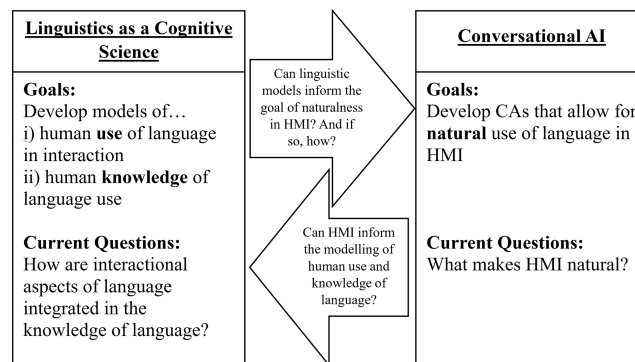 Linguistics as a Cognitive
Science
Goals:
Develop models of…
i) human use of language
in interaction
ii) human knowledge of
language use
Current Questions:
How are interactional
aspects of language
integrated in the
knowledge of language?
Can linguistic
models inform the
goal of naturalness
in HMI? And if
so, how?
Can HMI inform
the modelling of
human use and
knowledge of
language?
Conversational AI
Goals:
Develop CAs that allow for
natural use of language in
HMI
Current Questions:
What makes HMI natural?